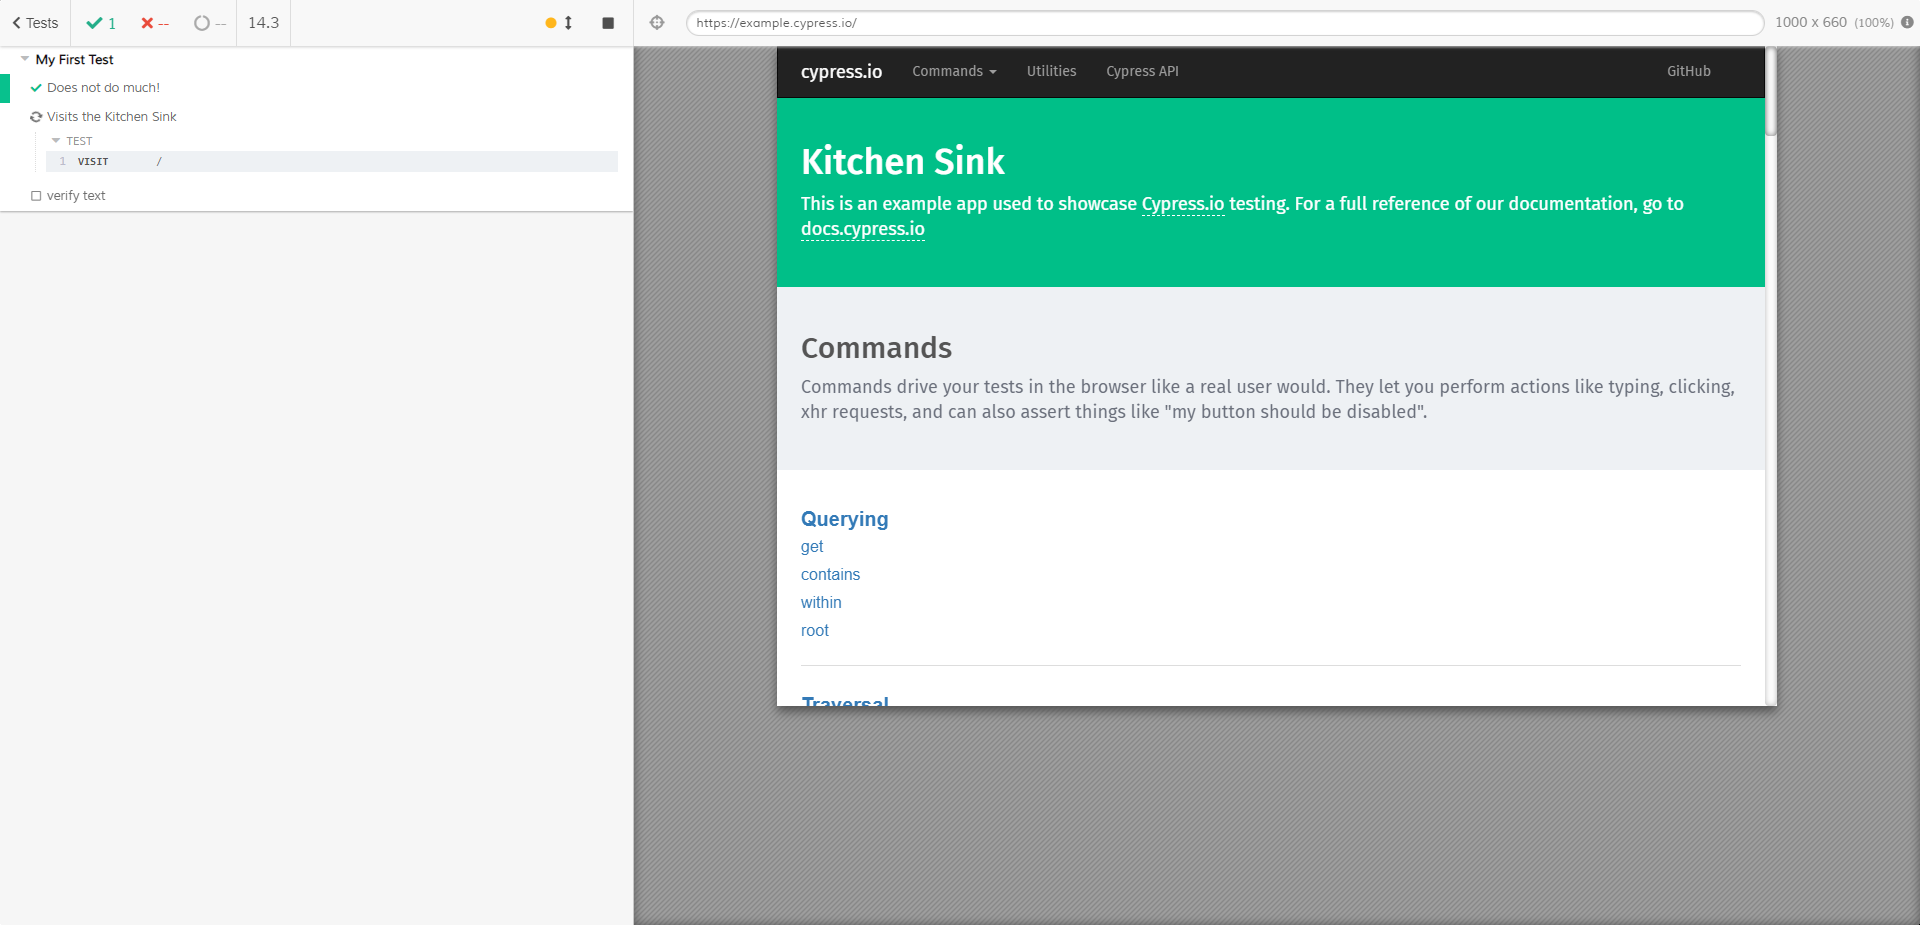 Tests 1 -- -- 14.3
My First Test
Does not do much!
Visits the Kitchen Sink
TEST
1 VISIT /
verify text
https://example.cypress.io/ 1000 x 660 (100%)
cypress.io Commands Utilities Cypress API GitHub
Kitchen Sink
This is an example app used to showcase Cypress.io testing. For a full reference of our documentation, go to
docs.cypress.io
Commands
Commands drive your tests in the browser like a real user would. They let you perform actions like typing, clicking,
xhr requests, and can also assert things like "my button should be disabled".
Querying
get
contains
within
root
Traversal